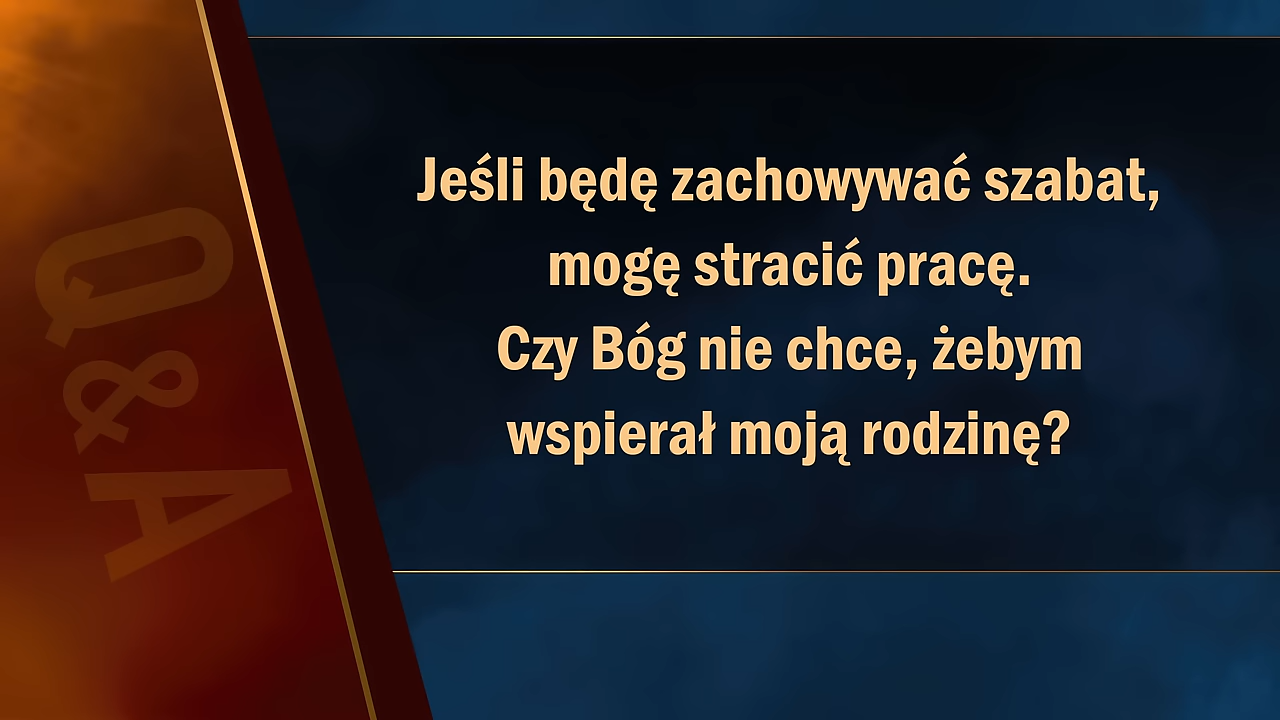 Q & A
Jeśli będę zachowywać szabat,
mogę stracić pracę.
Czy Bóg nie chce, żebym
wspierał moją rodzinę?